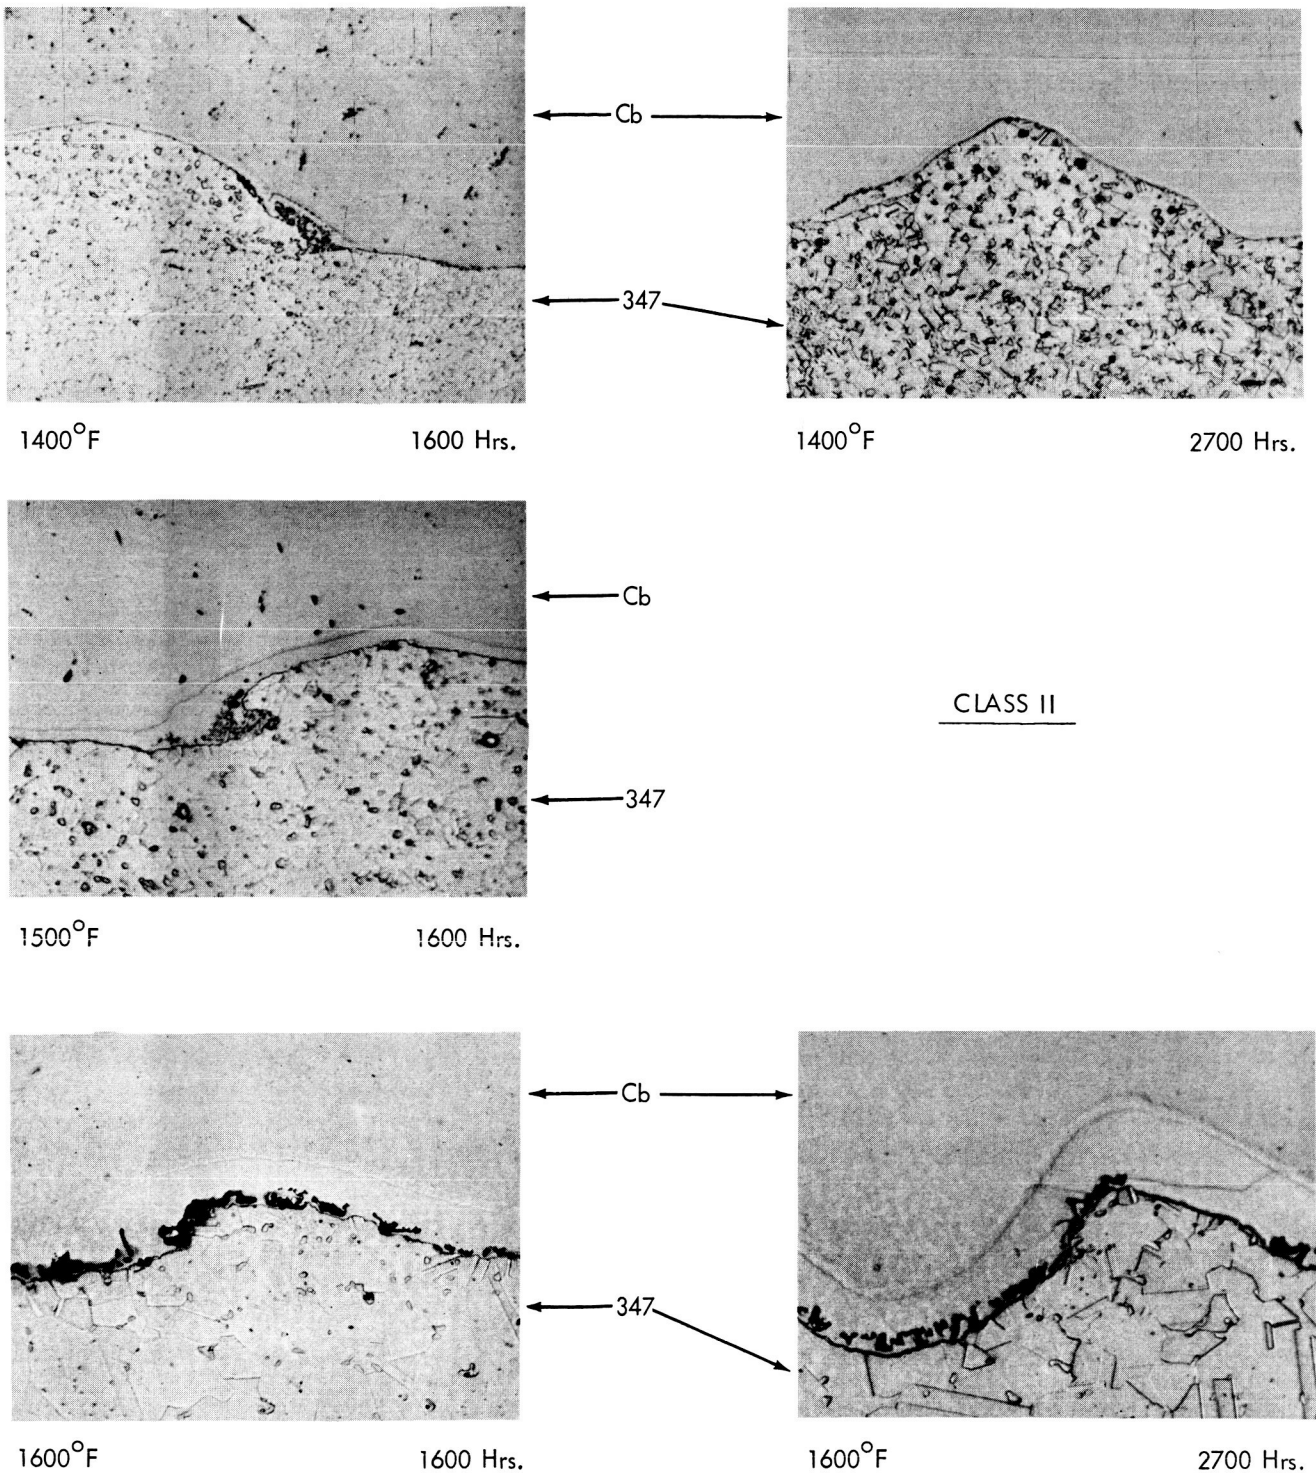 Cb
347
1400°F 1600 Hrs.
1400°F 2700 Hrs.
Cb
CLASS II
347
1500°F 1600 Hrs.
Cb
347
1600°F 1600 Hrs.
1600°F 2700 Hrs.